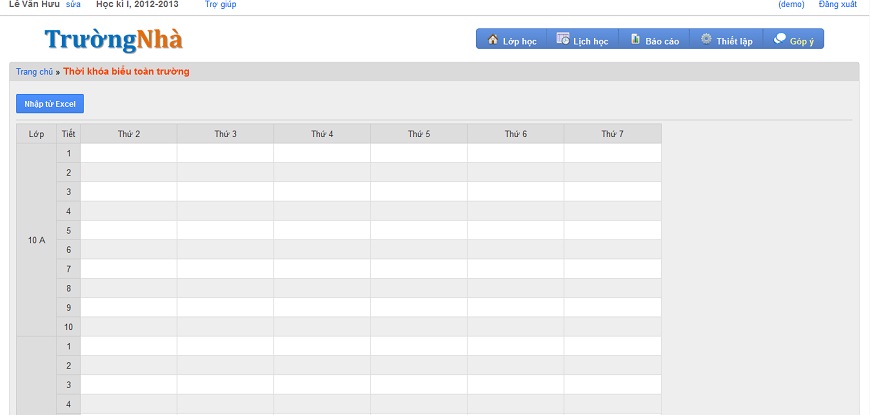 Lê Văn Hưu sửa Học kì I, 2012-2013 Trợ giúp (demo) Đăng xuất
TrườngNhà
Lớp học Lịch học Báo cáo Thiết lập Góp ý
Trang chủ » Thời khóa biểu toàn trường
Nhập từ Excel
Lớp Tiết Thứ 2 Thứ 3 Thứ 4 Thứ 5 Thứ 6 Thứ 7
1
2
3
4
5
10 A
6
7
8
9
10
1
2
3
4